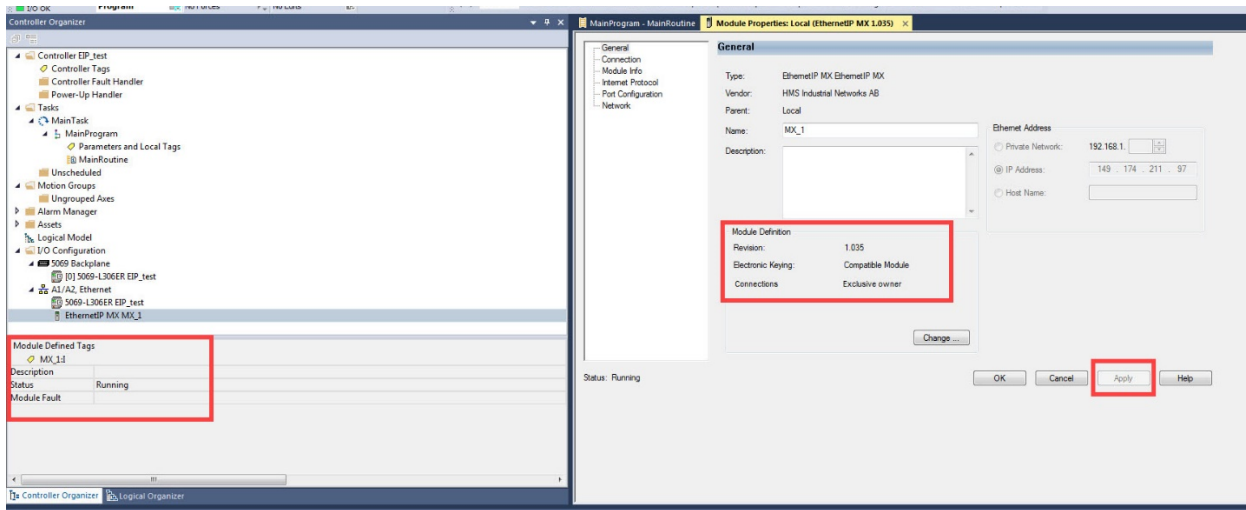 I/O OK
Program
No Forces
No Edits
Controller Organizer
Controller EIP_test
Controller Tags
Controller Fault Handler
Power-Up Handler
Tasks
MainTask
MainProgram
Parameters and Local Tags
MainRoutine
Unscheduled
Motion Groups
Ungrouped Axes
Alarm Manager
Assets
Logical Model
I/O Configuration
5069 Backplane
[0] 5069-L306ER EIP_test
A1/A2, Ethernet
5069-L306ER EIP_test
EthernetIP MX MX_1
Module Defined Tags
MX_1:I
Description
Status Running
Module Fault
Controller Organizer Logical Organizer
MainProgram - MainRoutine Module Properties: Local (EthernetIP MX 1.035)
General
Connection
Module Info
Internet Protocol
Port Configuration
Network
General
Type: EthernetIP MX EthernetIP MX
Vendor: HMS Industrial Networks AB
Parent: Local
Name: MX_1
Description:
Ethernet Address
Private Network: 192.168.1.
IP Address: 149 . 174 . 211 . 97
Host Name:
Module Definition
Revision: 1.035
Electronic Keying: Compatible Module
Connections Exclusive owner
Change ...
Status: Running
OK Cancel Apply Help